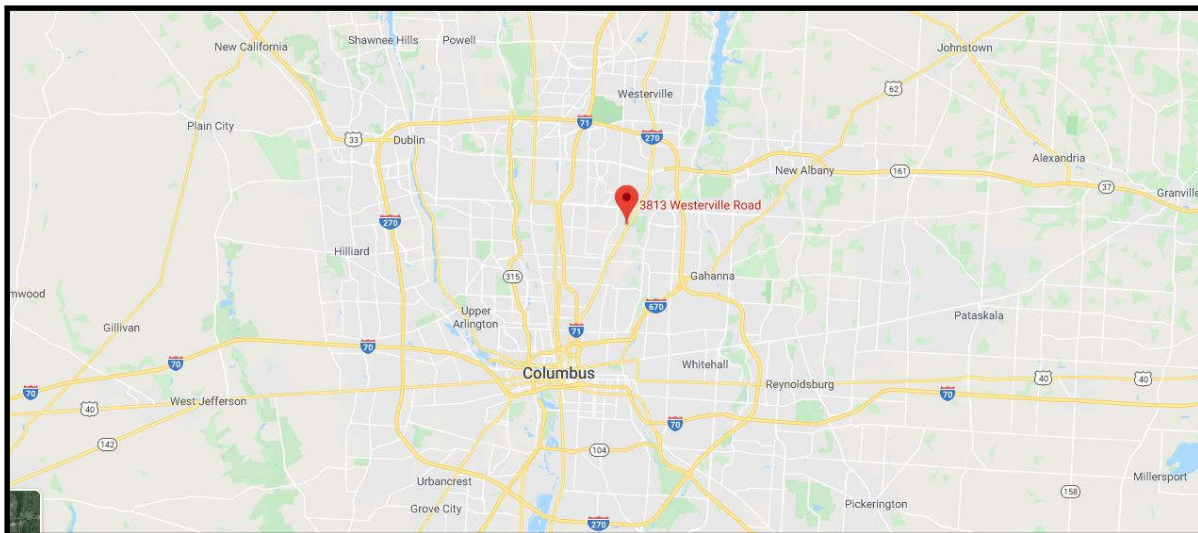 Shawnee Hills
Powell
New California
Johnstown
62
Westerville
Plain City
71
33
Dublin
270
Alexandria
New Albany
161
37
Granville
3813 Westerville Road
270
Hilliard
315
Gahanna
mwood
670
Upper
Arlington
Gillivan
Pataskala
71
70
70
Whitehall
Columbus
Reynoldsburg
40
40
70
70
West Jefferson
40
70
142
104
Millersport
Urbancrest
158
Pickerington
Grove City
270